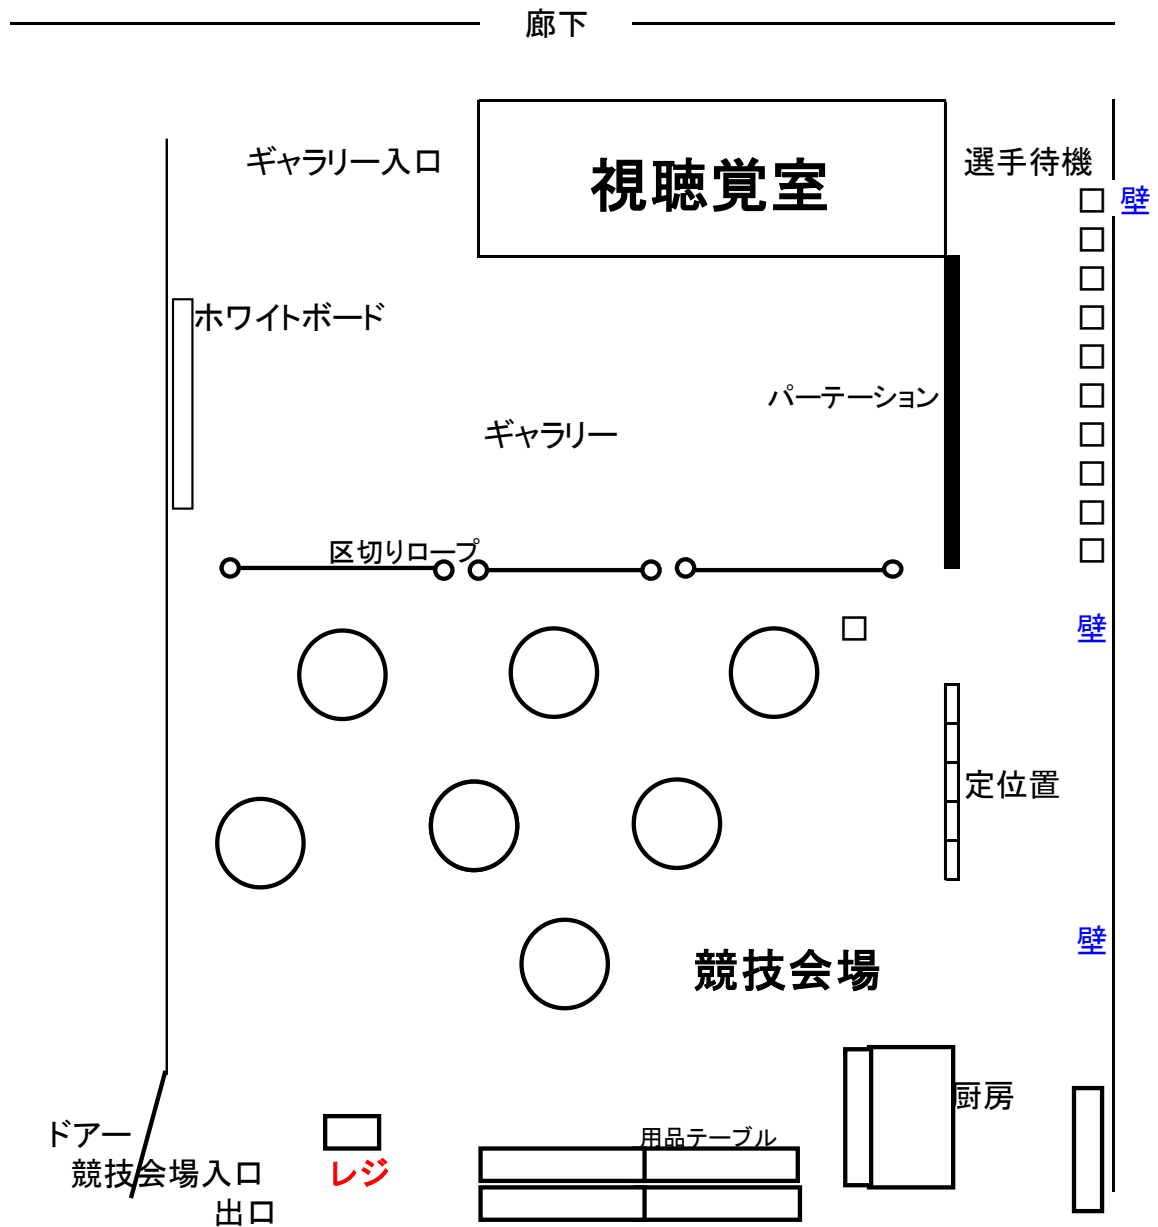 廊下
ギャラリー入口
視聴覚室
選手待機
壁
ホワイトボード
パーテーション
ギャラリー
区切りロープ
壁
定位置
壁
競技会場
厨房
ドアー
用品テーブル
競技会場入口
レジ
出口